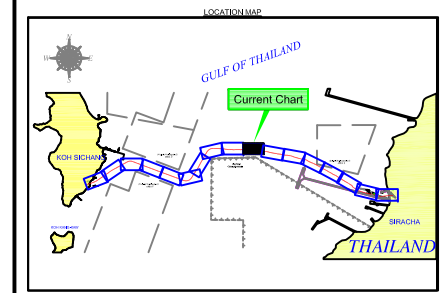 LOCATION MAP
N
W
E
S
GULF OF THAILAND
Current Chart
KOH SICHANG
SIRACHA
THAILAND